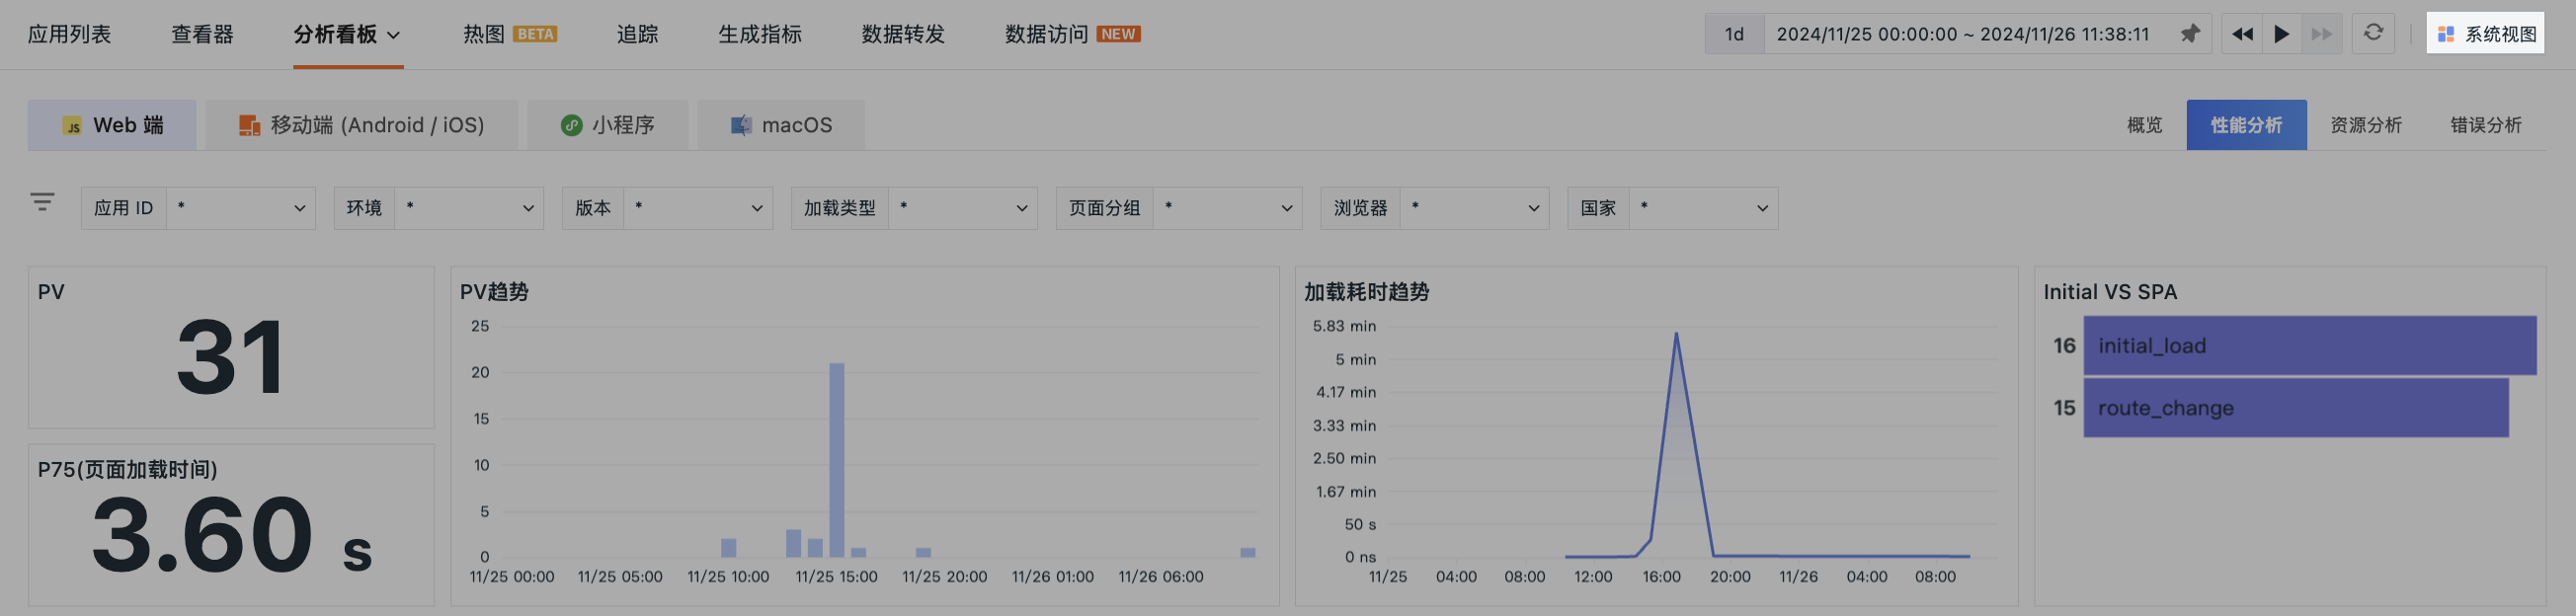 应用列表 查看器 分析看板 热图 BETA 追踪 生成指标 数据转发 数据访问 NEW 1d 2024/11/25 00:00:00 ~ 2024/11/26 11:38:11 系统视图
JS Web 端 移动端 (Android / iOS) 小程序 macOS 概览 性能分析 资源分析 错误分析
应用 ID * 环境 * 版本 * 加载类型 * 页面分组 * 浏览器 * 国家 *
PV
31
P75(页面加载时间)
3.60 s
PV趋势
25
20
15
10
5
0
11/25 00:00 11/25 05:00 11/25 10:00 11/25 15:00 11/25 20:00 11/26 01:00 11/26 06:00
加载耗时趋势
5.83 min
5 min
4.17 min
3.33 min
2.50 min
1.67 min
50 s
0 ns
11/25 04:00 08:00 12:00 16:00 20:00 11/26 04:00 08:00
Initial VS SPA
16 initial_load
15 route_change